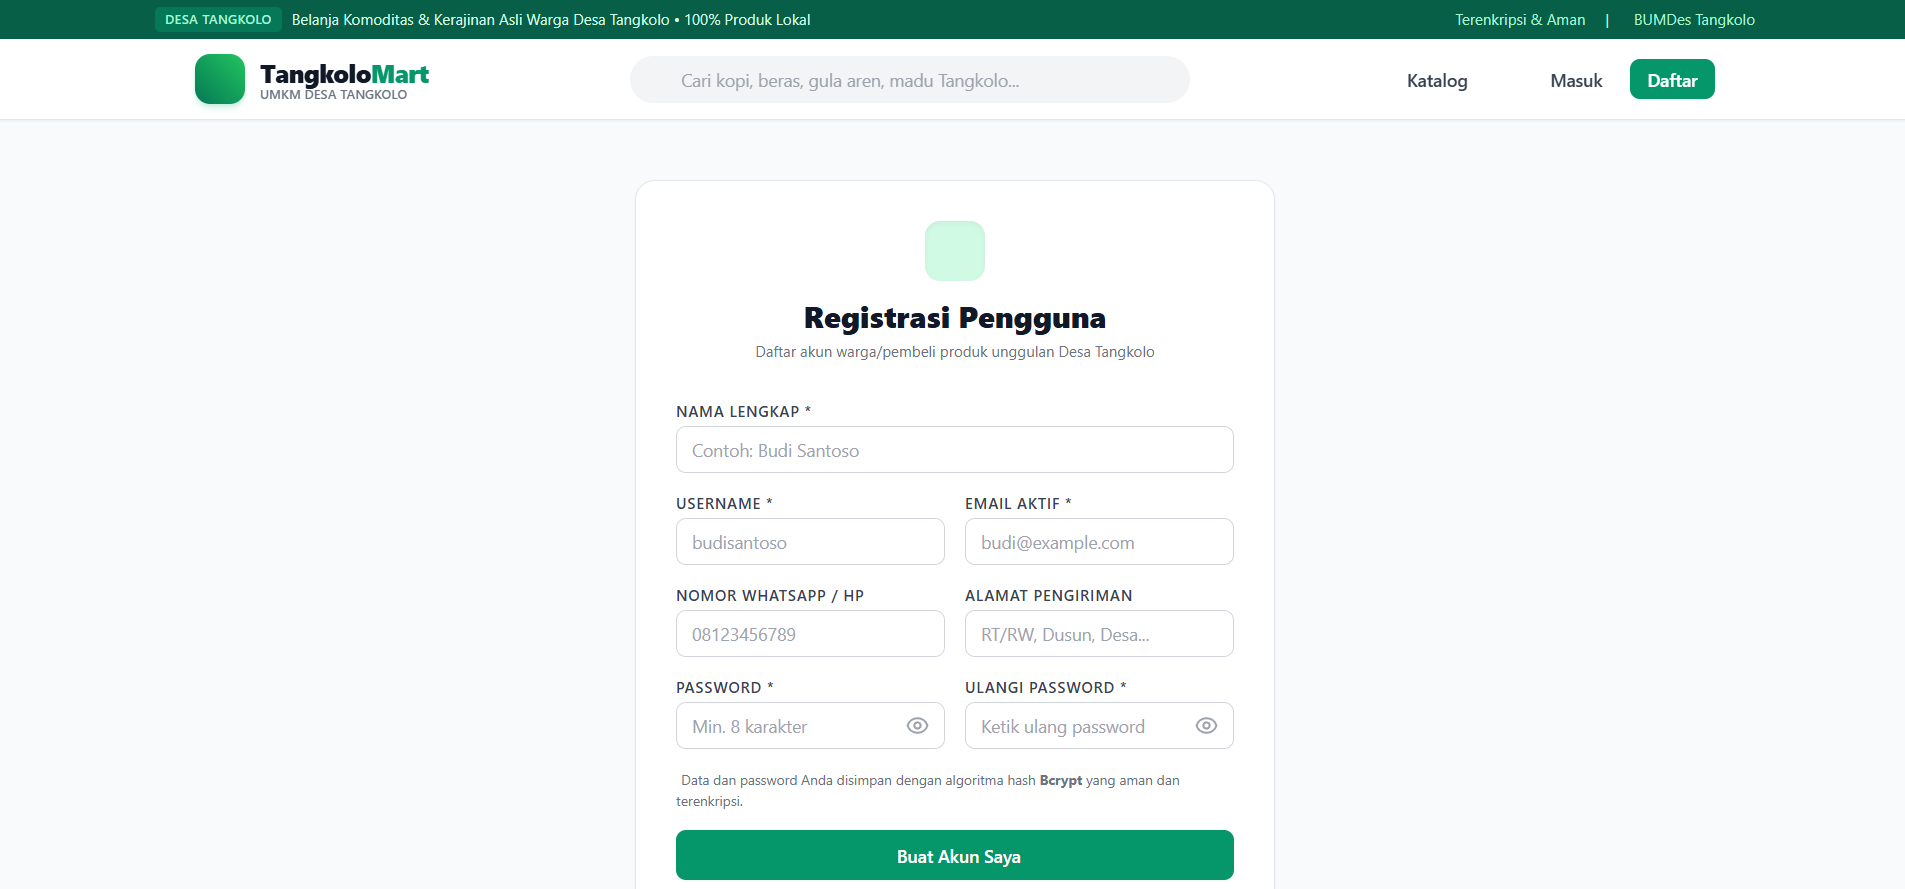 DESA TANGKOLO Belanja Komoditas & Kerajinan Asli Warga Desa Tangkolo • 100% Produk Lokal Terenkripsi & Aman | BUMDes Tangkolo
TangkoloMart
UMKM DESA TANGKOLO
Cari kopi, beras, gula aren, madu Tangkolo...
Katalog Masuk Daftar
Registrasi Pengguna
Daftar akun warga/pembeli produk unggulan Desa Tangkolo
NAMA LENGKAP *
Contoh: Budi Santoso
USERNAME * EMAIL AKTIF *
budisantoso budi@example.com
NOMOR WHATSAPP / HP ALAMAT PENGIRIMAN
08123456789 RT/RW, Dusun, Desa...
PASSWORD * ULANGI PASSWORD *
Min. 8 karakter Ketik ulang password
Data dan password Anda disimpan dengan algoritma hash Bcrypt yang aman dan
terenkripsi.
Buat Akun Saya